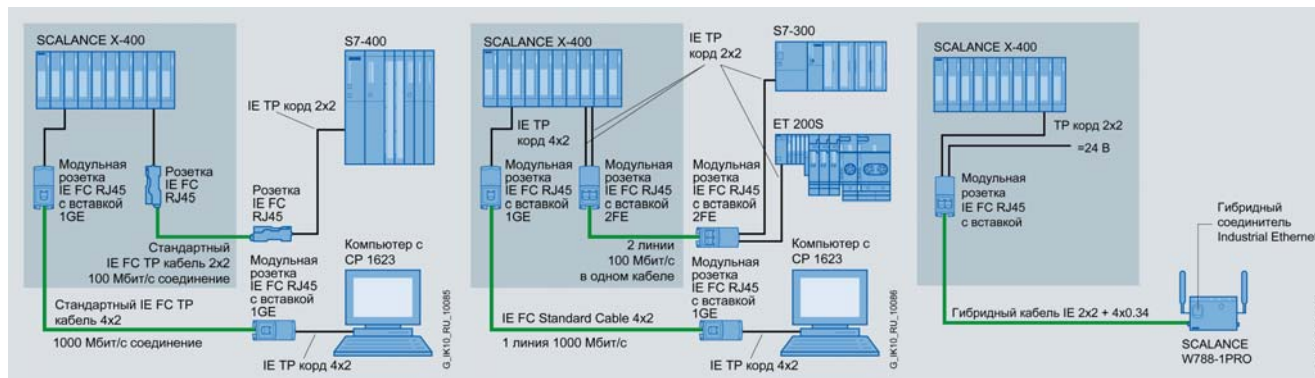 SCALANCE X-400
S7-400
IE TP корд 2x2
Модульная
розетка
IE FC RJ45
с вставкой
1GE
Розетка
IE FC
RJ45
Розетка
IE FC
RJ45
Стандартный
IE FC TP кабель 2x2
100 Мбит/с соединение
Компьютер с
CP 1623
Модульная
розетка
IE FC RJ45
с вставкой
1GE
Стандартный IE FC TP
кабель 4x2
1000 Мбит/с соединение
IE TP корд 4x2
G_IK10_RU_10085
SCALANCE X-400
IE TP
корд 2x2
S7-300
IE TP
корд 4x2
ET 200S
Модульная
розетка
IE FC RJ45
с вставкой
1GE
Модульная
розетка
IE FC RJ45
с вставкой
2FE
Модульная
розетка
IE FC RJ45
с вставкой
2FE
2 линии
100 Мбит/с
в одном кабеле
Компьютер с
CP 1623
Модульная
розетка
IE FC RJ45
с вставкой
1GE
IE FC Standard Cable 4x2
1 линия 1000 Мбит/с
IE TP корд 4x2
G_IK10_RU_10086
SCALANCE X-400
TP корд 2x2
=24 В
Модульная
розетка
IE FC RJ45
с вставкой
Гибридный
соединитель
Industrial Ethernet
Гибридный кабель IE 2x2 + 4x0.34
SCALANCE
W788-1PRO